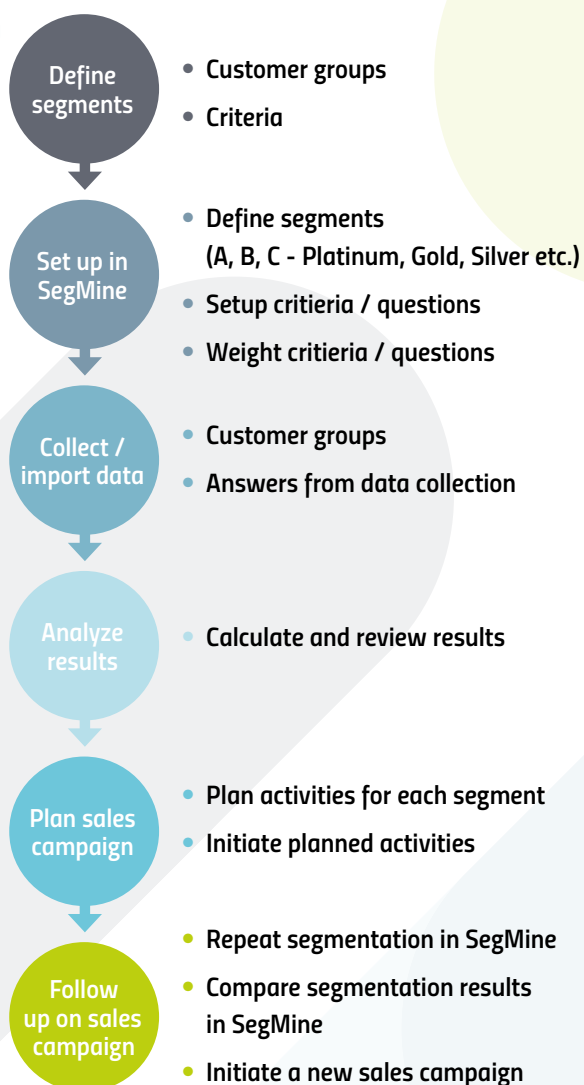 Define
segments
• Customer groups
• Criteria
Set up in
SegMine
• Define segments
(A, B, C - Platinum, Gold, Silver etc.)
• Setup critieria / questions
• Weight critieria / questions
Collect /
import data
• Customer groups
• Answers from data collection
Analyze
results
• Calculate and review results
Plan sales
campaign
• Plan activities for each segment
• Initiate planned activities
Follow
up on sales
campaign
• Repeat segmentation in SegMine
• Compare segmentation results
in SegMine
• Initiate a new sales campaign